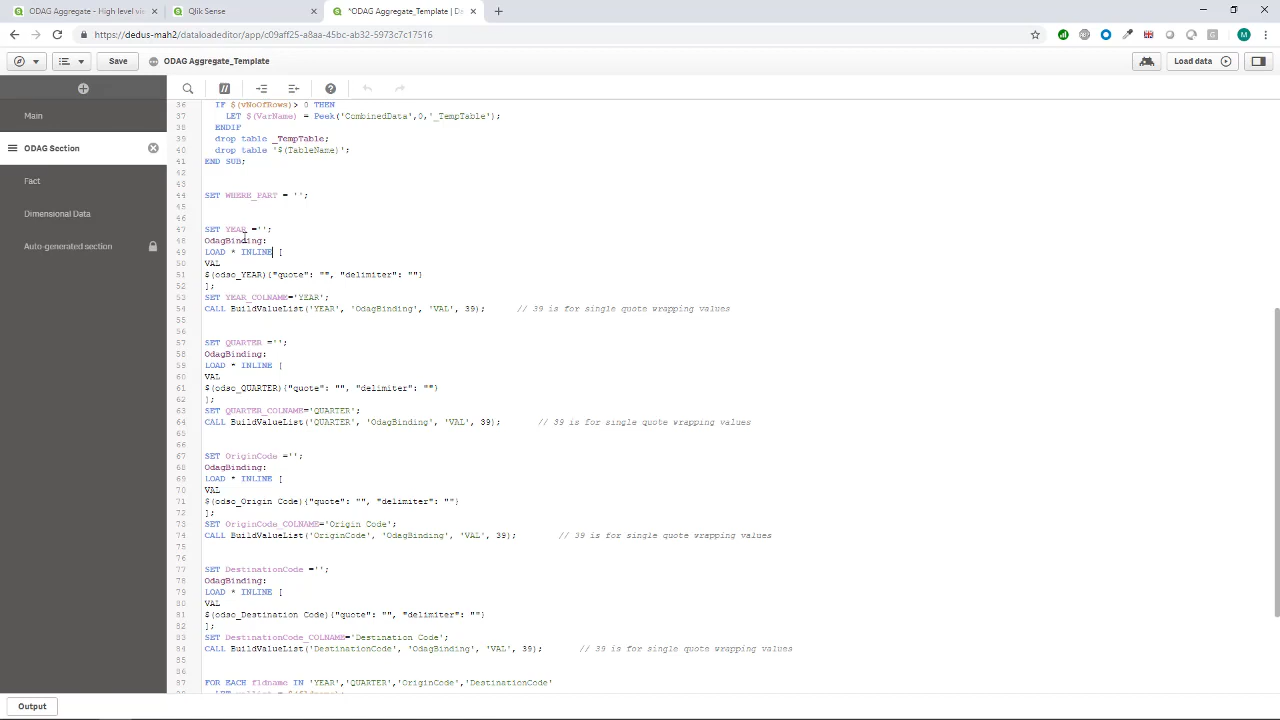 ODAG Aggregate - High level vie
Qlik Sense
*ODAG Aggregate_Template | Da
https://dedus-mah2/dataloadeditor/app/c09aff25-a8aa-45bc-ab32-5973c7c17516
M
Save
ODAG Aggregate_Template
Load data
Main
ODAG Section
Fact
Dimensional Data
Auto-generated section
36 IF $(vNoOfRows)> 0 THEN
37 LET $(VarName) = Peek('CombinedData',0,'_TempTable');
38 ENDIF
39 drop table _TempTable;
40 drop table '$(TableName)';
41 END SUB;
42
43
44 SET WHERE_PART = '';
45
46
47 SET YEAR ='';
48 OdagBinding:
49 LOAD * INLINE [
50 VAL
51 $(odso_YEAR){"quote": "", "delimiter": ""}
52 ];
53 SET YEAR_COLNAME='YEAR';
54 CALL BuildValueList('YEAR', 'OdagBinding', 'VAL', 39); // 39 is for single quote wrapping values
55
56
57 SET QUARTER ='';
58 OdagBinding:
59 LOAD * INLINE [
60 VAL
61 $(odso_QUARTER){"quote": "", "delimiter": ""}
62 ];
63 SET QUARTER_COLNAME='QUARTER';
64 CALL BuildValueList('QUARTER', 'OdagBinding', 'VAL', 39); // 39 is for single quote wrapping values
65
66
67 SET OriginCode ='';
68 OdagBinding:
69 LOAD * INLINE [
70 VAL
71 $(odso_Origin Code){"quote": "", "delimiter": ""}
72 ];
73 SET OriginCode_COLNAME='Origin Code';
74 CALL BuildValueList('OriginCode', 'OdagBinding', 'VAL', 39); // 39 is for single quote wrapping values
75
76
77 SET DestinationCode ='';
78 OdagBinding:
79 LOAD * INLINE [
80 VAL
81 $(odso_Destination Code){"quote": "", "delimiter": ""}
82 ];
83 SET DestinationCode_COLNAME='Destination Code';
84 CALL BuildValueList('DestinationCode', 'OdagBinding', 'VAL', 39); // 39 is for single quote wrapping values
85
86
87 FOR EACH fldname IN 'YEAR','QUARTER','OriginCode','DestinationCode'
Output